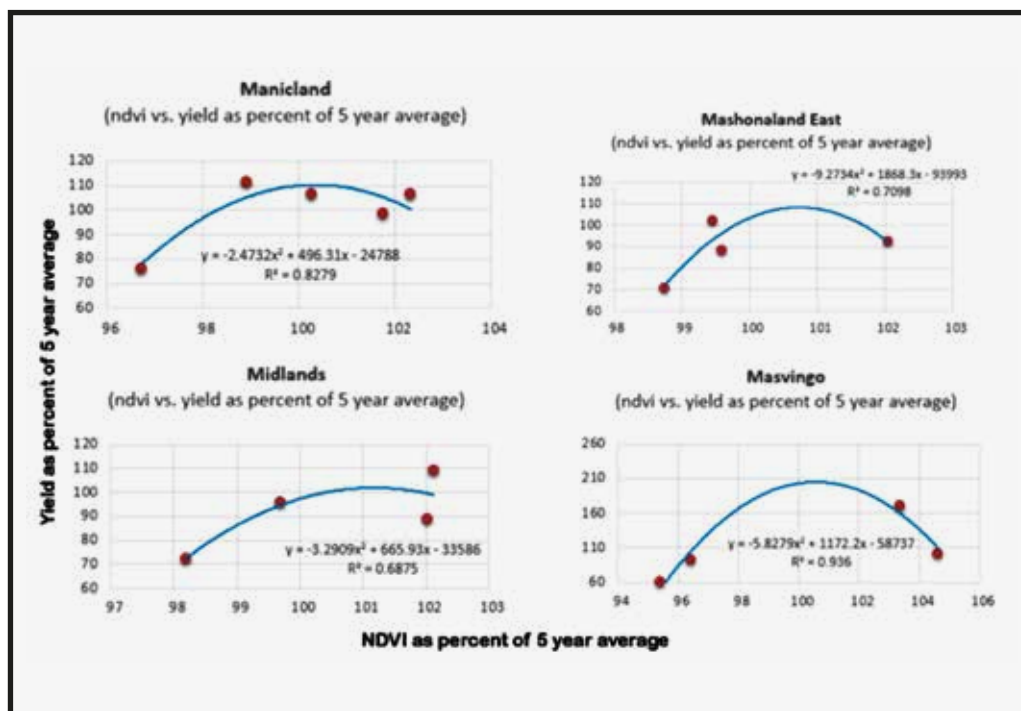 Manicland
(ndvi vs. yield as percent of 5 year average)
120
110
100
90
80
70
60
y = -2.4732x² + 496.31x - 24788
R² = 0.8279
96 98 100 102 104
Mashonaland East
(ndvi vs. yield as percent of 5 year average)
y = -9.2734x² + 1868.3x - 93993
R² = 0.7098
120
110
100
90
80
70
60
98 99 100 101 102 103
Yield as percent of 5 year average
Midlands
(ndvi vs. yield as percent of 5 year average)
120
110
100
90
80
70
60
y = -3.2909x² + 665.93x - 33586
R² = 0.6875
97 98 99 100 101 102 103
Masvingo
(ndvi vs. yield as percent of 5 year average)
260
210
160
110
60
y = -5.8279x² + 1172.2x - 58737
R² = 0.936
94 96 98 100 102 104 106
NDVI as percent of 5 year average